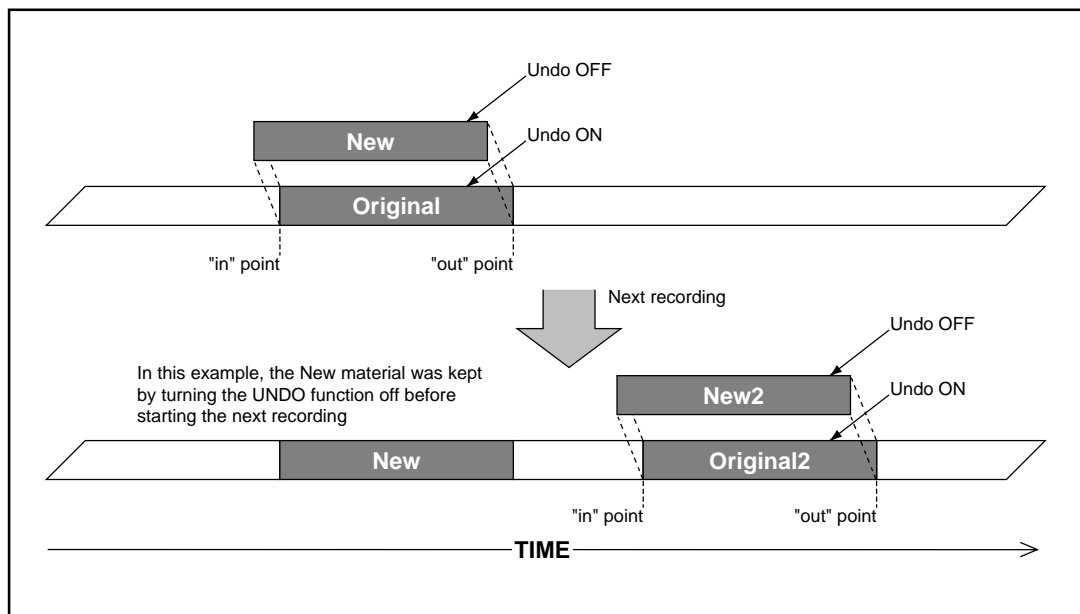 Undo OFF
New
Undo ON
Original
"in" point
"out" point
Next recording
Undo OFF
In this example, the New material was kept
by turning the UNDO function off before
starting the next recording
New2
Undo ON
New
Original2
"in" point
"out" point
TIME